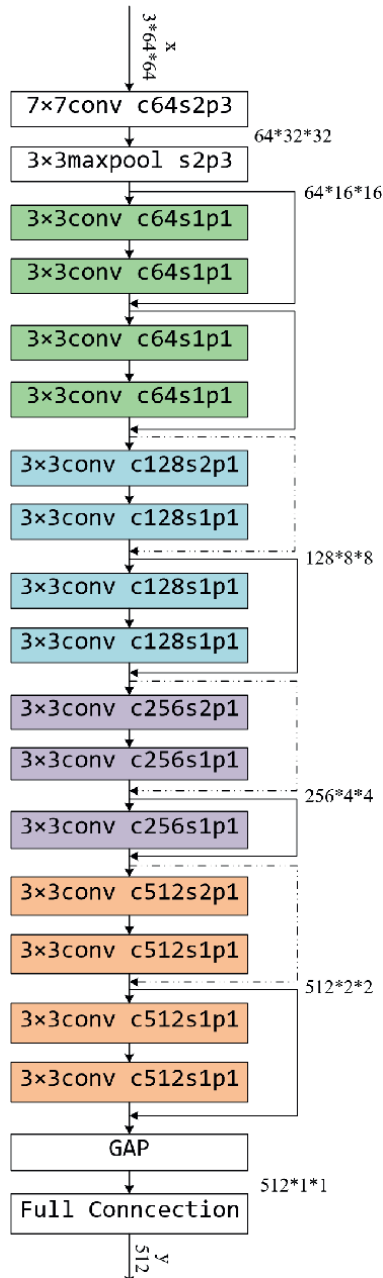 x
3*64*64
7×7conv c64s2p3
64*32*32
3×3maxpool s2p3
64*16*16
3×3conv c64s1p1
3×3conv c64s1p1
3×3conv c64s1p1
3×3conv c64s1p1
3×3conv c128s2p1
3×3conv c128s1p1
128*8*8
3×3conv c128s1p1
3×3conv c128s1p1
3×3conv c256s2p1
3×3conv c256s1p1
256*4*4
3×3conv c256s1p1
3×3conv c512s2p1
3×3conv c512s1p1
512*2*2
3×3conv c512s1p1
3×3conv c512s1p1
GAP
512*1*1
Full Conncection
y
512